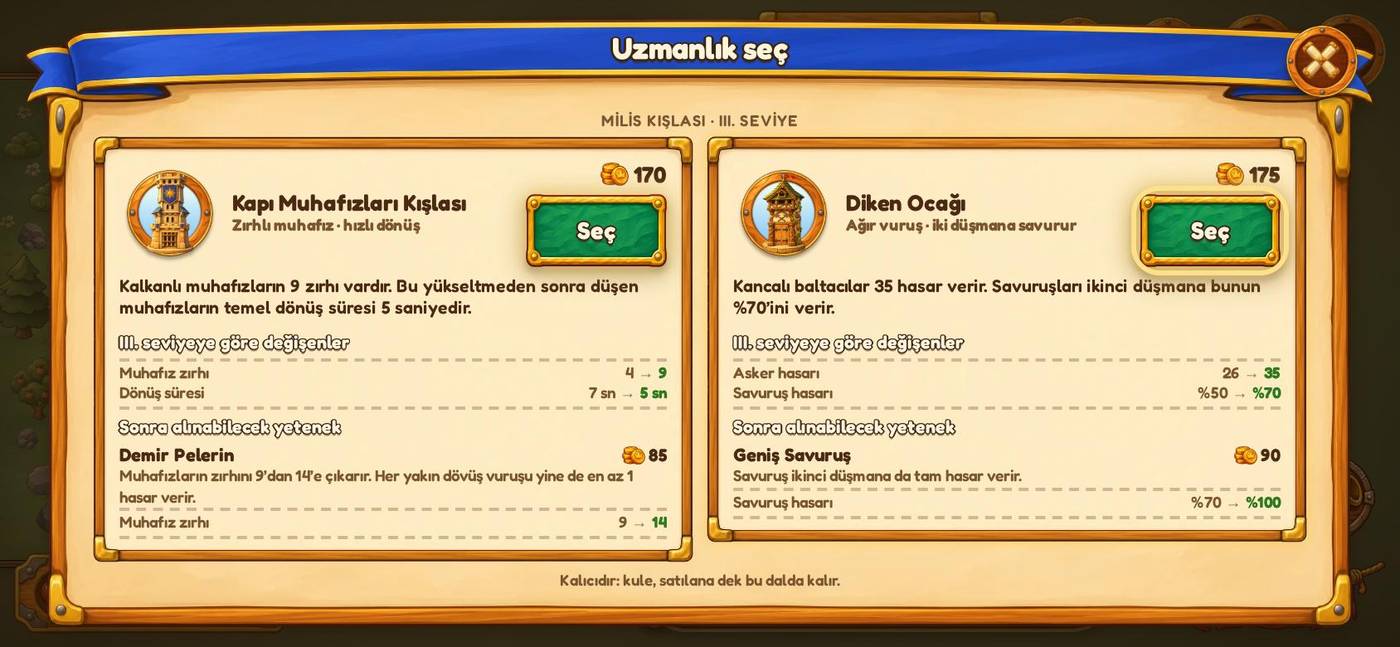 Uzmanlık seç
MİLİS KIŞLASI · III. SEVİYE
170
Kapı Muhafızları Kışlası
Zırhlı muhafız · hızlı dönüş
Seç
Kalkanlı muhafızların 9 zırhı vardır. Bu yükseltmeden sonra düşen
muhafızların temel dönüş süresi 5 saniyedir.
III. seviyeye göre değişenler
Muhafız zırhı 4 → 9
Dönüş süresi 7 sn → 5 sn
Sonra alınabilecek yetenek
Demir Pelerin 85
Muhafızların zırhını 9’dan 14’e çıkarır. Her yakın dövüş vuruşu yine de en az 1
hasar verir.
Muhafız zırhı 9 → 14
175
Diken Ocağı
Ağır vuruş · iki düşmana savurur
Seç
Kancalı baltacılar 35 hasar verir. Savuruşları ikinci düşmana bunun
%70’ini verir.
III. seviyeye göre değişenler
Asker hasarı 26 → 35
Savuruş hasarı %50 → %70
Sonra alınabilecek yetenek
Geniş Savuruş 90
Savuruş ikinci düşmana da tam hasar verir.
Savuruş hasarı %70 → %100
Kalıcıdır: kule, satılana dek bu dalda kalır.